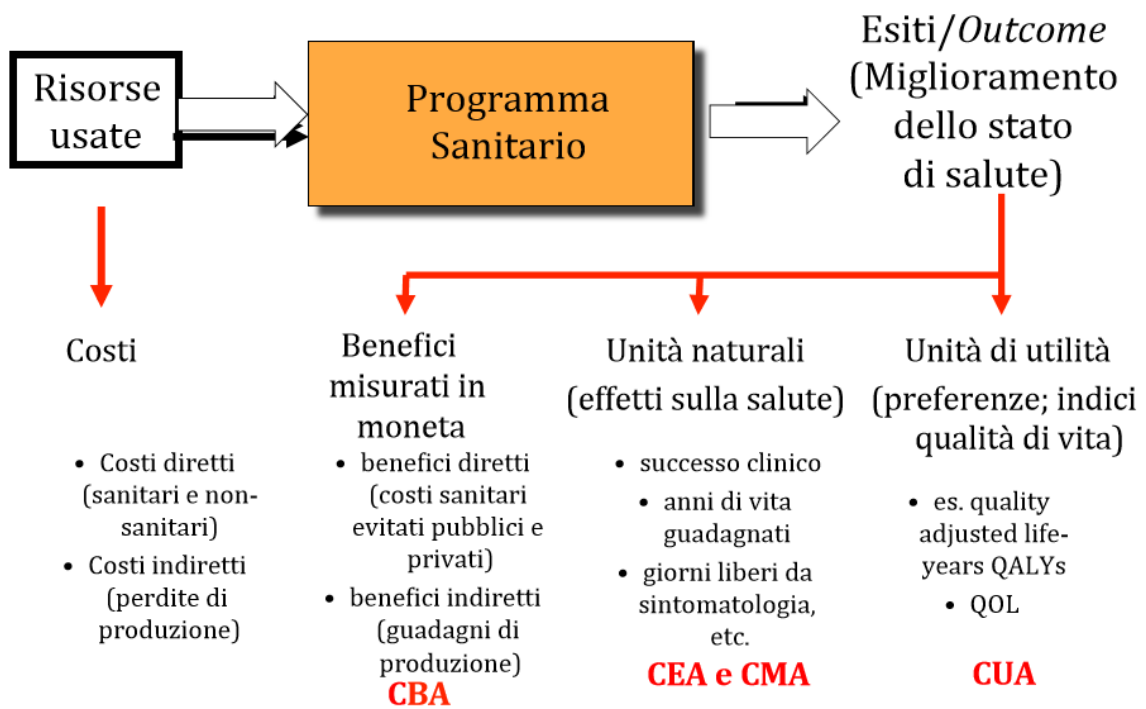 Risorse
usate
Programma
Sanitario
Esiti/Outcome
(Miglioramento
dello stato
di salute)
Costi
• Costi diretti
(sanitari e non-
sanitari)
• Costi indiretti
(perdite di
produzione)
Benefici
misurati in
moneta
• benefici diretti
(costi sanitari
evitati pubblici e
privati)
• benefici indiretti
(guadagni di
produzione)
CBA
Unità naturali
(effetti sulla salute)
• successo clinico
• anni di vita
guadagnati
• giorni liberi da
sintomatologia,
etc.
CEA e CMA
Unità di utilità
(preferenze; indici
qualità di vita)
• es. quality
adjusted life-
years QALYs
• QOL
CUA